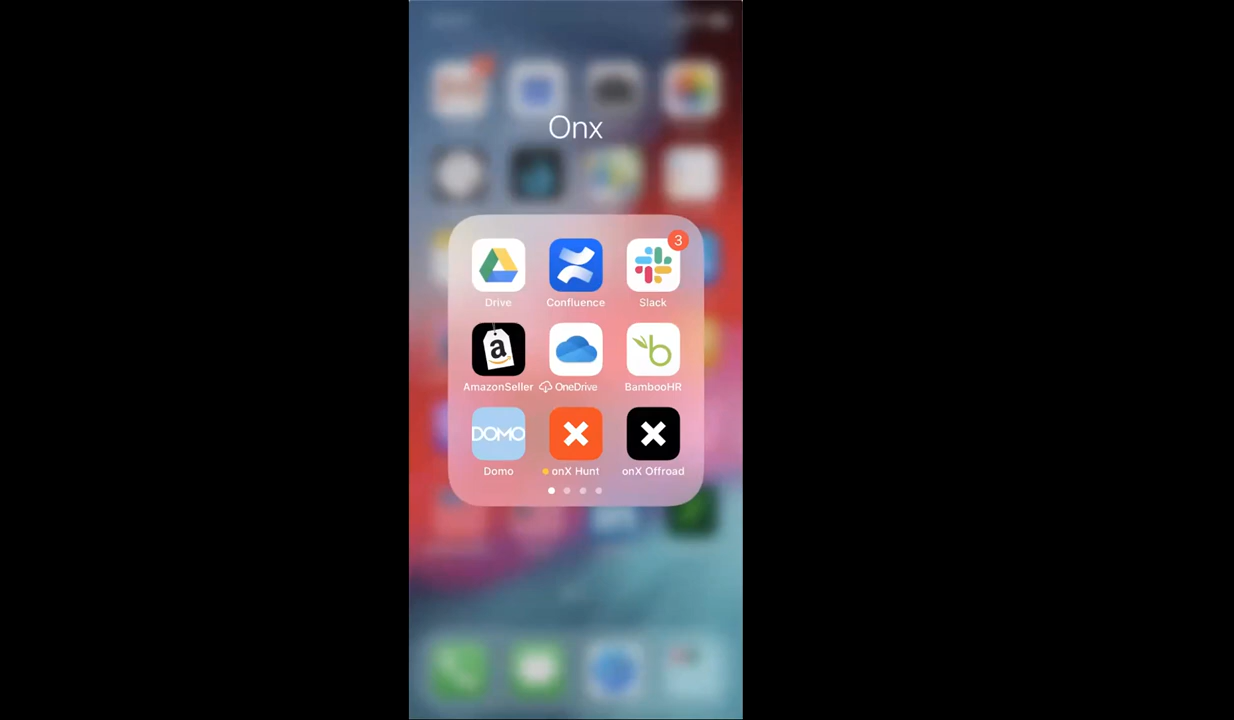 Onx
3
Drive Confluence Slack
a
AmazonSeller OneDrive BambooHR
b
DOMO
Domo onX Hunt onX Offroad